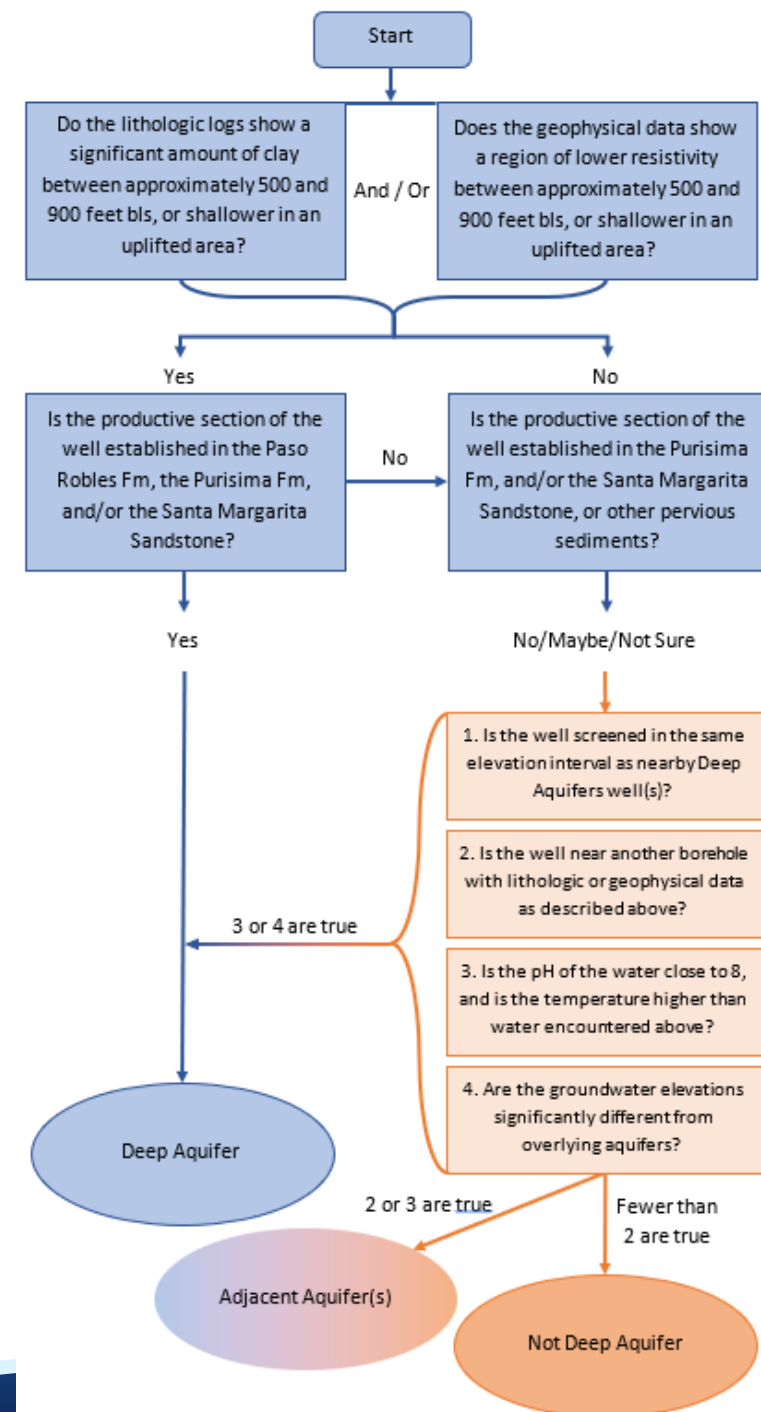 Start
Do the lithologic logs show a
significant amount of clay
between approximately 500 and
900 feet bls, or shallower in an
uplifted area?
And / Or
Does the geophysical data show
a region of lower resistivity
between approximately 500 and
900 feet bls, or shallower in an
uplifted area?
Yes
No
Is the productive section of the
well established in the Paso
Robles Fm, the Purisima Fm,
and/or the Santa Margarita
Sandstone?
No
Is the productive section of the
well established in the Purisima
Fm, and/or the Santa Margarita
Sandstone, or other pervious
sediments?
Yes
No/Maybe/Not Sure
1. Is the well screened in the same
elevation interval as nearby Deep
Aquifers well(s)?
2. Is the well near another borehole
with lithologic or geophysical data
as described above?
3 or 4 are true
3. Is the pH of the water close to 8,
and is the temperature higher than
water encountered above?
4. Are the groundwater elevations
significantly different from
overlying aquifers?
Deep Aquifer
2 or 3 are true
Fewer than
2 are true
Adjacent Aquifer(s)
Not Deep Aquifer